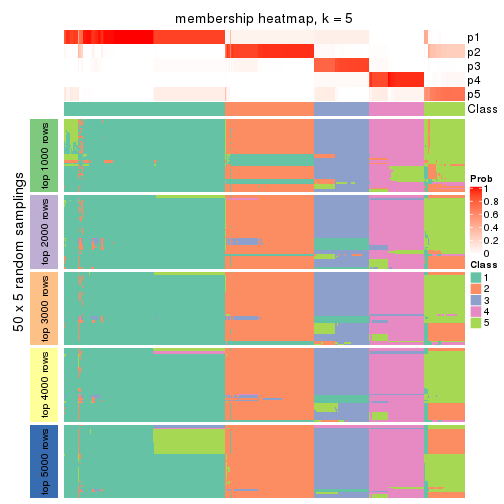 membership heatmap, k = 5
p1
p2
p3
p4
p5
Class
50 x 5 random samplings
top 1000 rows
top 2000 rows
top 3000 rows
top 4000 rows
top 5000 rows
Prob
1
0.8
0.6
0.4
0.2
0
Class
1
2
3
4
5